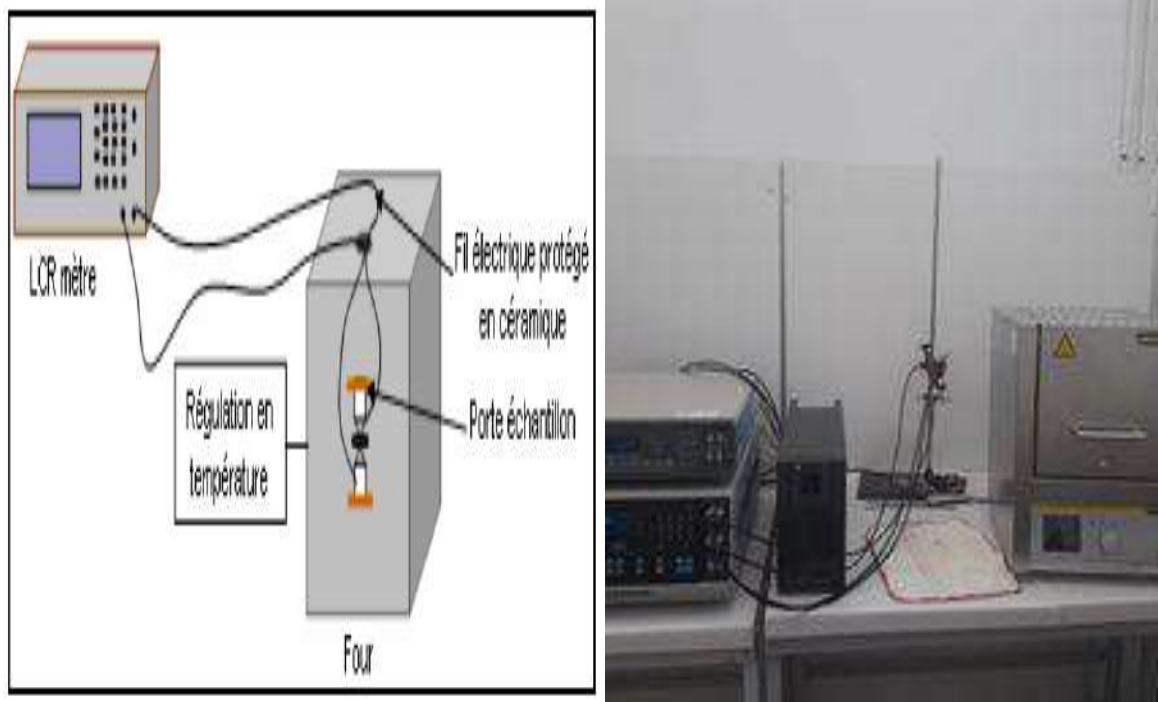 LCR mètre
Fil électrique protégé
en céramique
Régulation en
température
Porte échantillon
Four